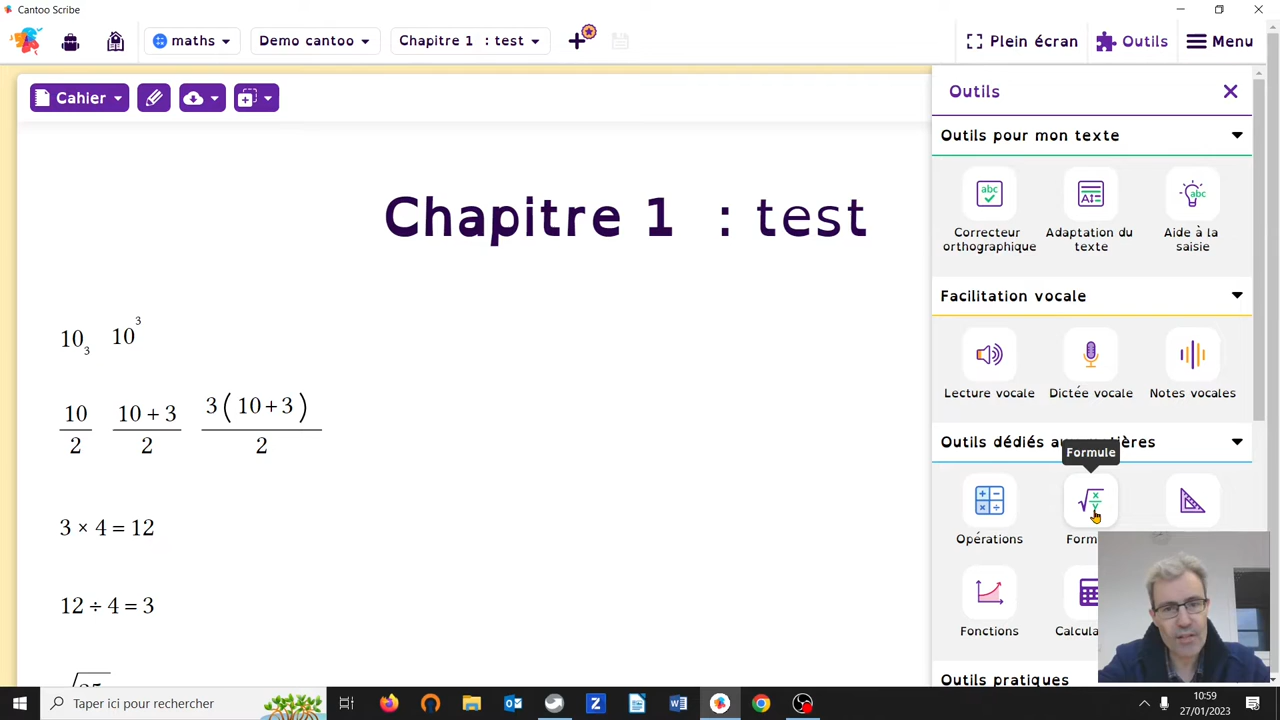 Cantoo Scribe
maths
Demo cantoo
Chapitre 1 : test
Plein écran
Outils
Menu
Cahier
Outils
Outils pour mon texte
Correcteur orthographique
Adaptation du texte
Aide à la saisie
Facilitation vocale
Lecture vocale
Dictée vocale
Notes vocales
Outils dédiés
Formule
Opérations
Form
Fonctions
Calcula
Outils pratiques
Chapitre 1 : test
10₃ 10³
10/2 (10 + 3)/2 3(10+3)/2
3 × 4 = 12
12 ÷ 4 = 3
Taper ici pour rechercher
10:59
27/01/2023